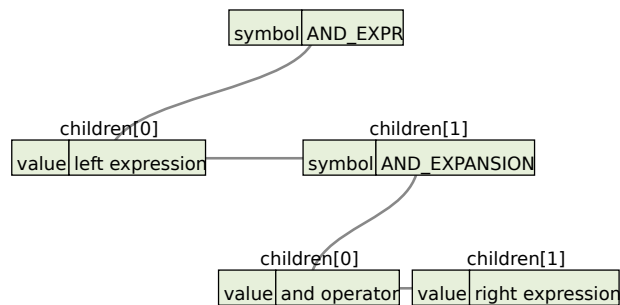 symbol AND_EXPR
children[0] children[1]
value left expression symbol AND_EXPANSION
children[0] children[1]
value and operator value right expression